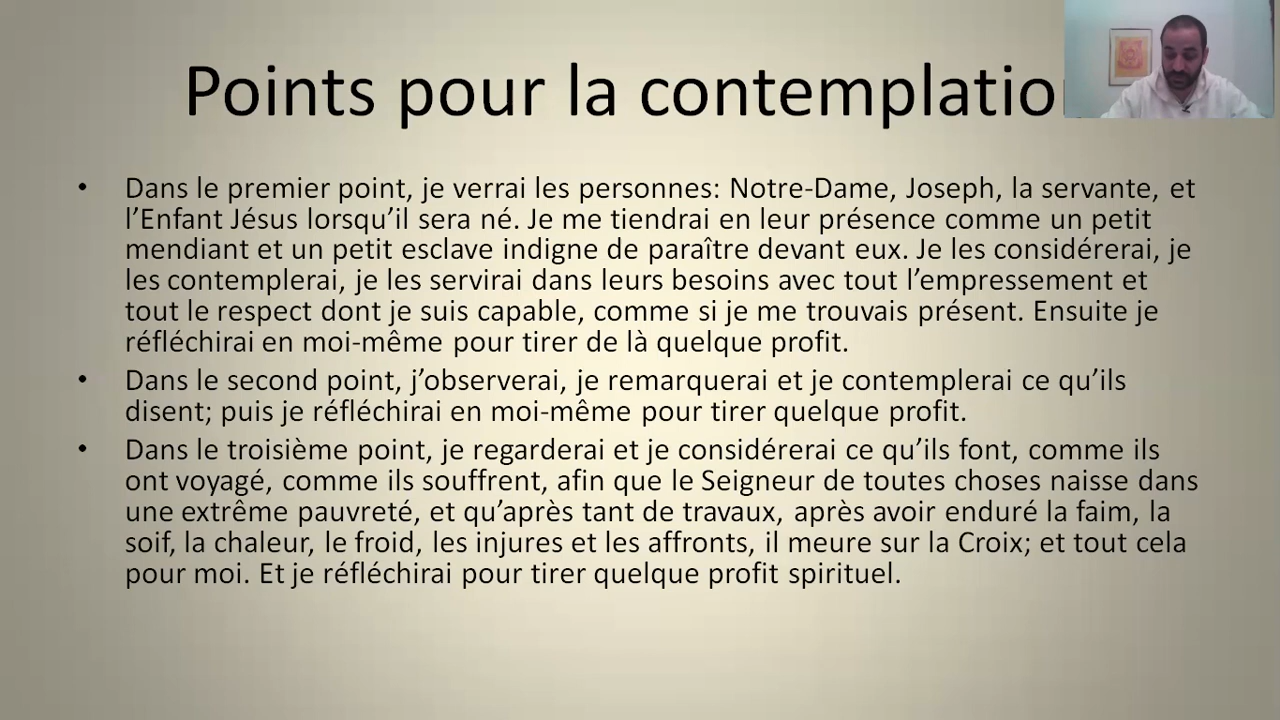 Points pour la contemplatio
• Dans le premier point, je verrai les personnes: Notre-Dame, Joseph, la servante, et
l’Enfant Jésus lorsqu’il sera né. Je me tiendrai en leur présence comme un petit
mendiant et un petit esclave indigne de paraître devant eux. Je les considérerai, je
les contemplerai, je les servirai dans leurs besoins avec tout l’empressement et
tout le respect dont je suis capable, comme si je me trouvais présent. Ensuite je
réfléchirai en moi-même pour tirer de là quelque profit.
• Dans le second point, j’observerai, je remarquerai et je contemplerai ce qu’ils
disent; puis je réfléchirai en moi-même pour tirer quelque profit.
• Dans le troisième point, je regarderai et je considérerai ce qu’ils font, comme ils
ont voyagé, comme ils souffrent, afin que le Seigneur de toutes choses naisse dans
une extrême pauvreté, et qu’après tant de travaux, après avoir enduré la faim, la
soif, la chaleur, le froid, les injures et les affronts, il meure sur la Croix; et tout cela
pour moi. Et je réfléchirai pour tirer quelque profit spirituel.